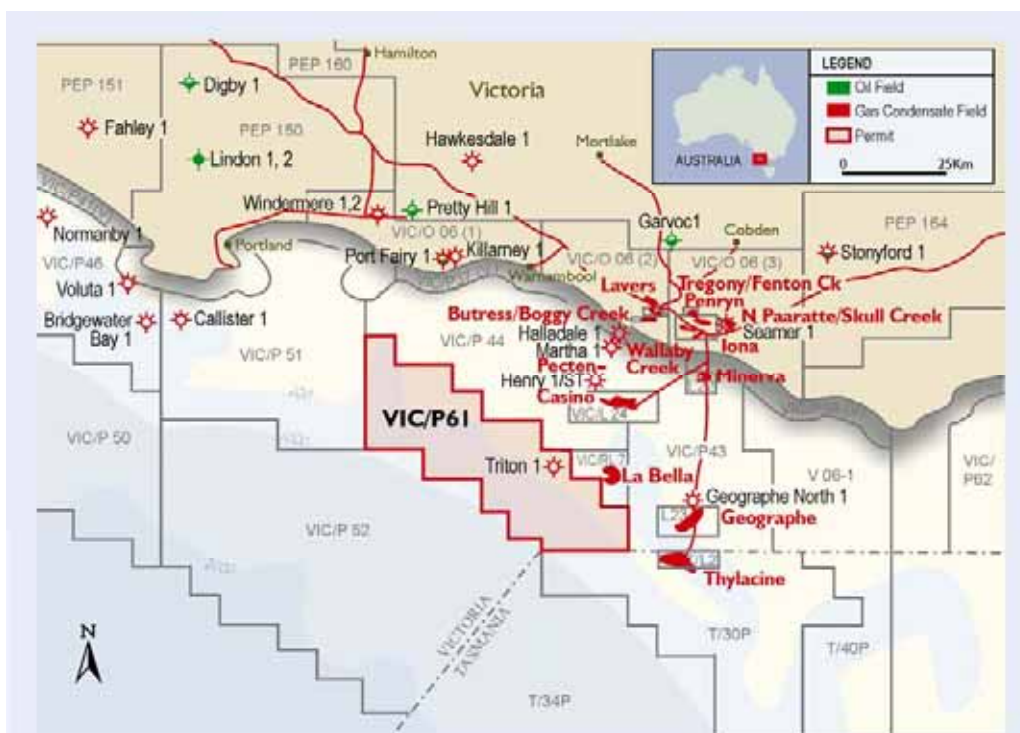 Hamilton
PEP 160
PEP 151
Digby 1
Victoria
LEGEND
Oil Field
Gas Condensate Field
Permit
0 25Km
AUSTRALIA
Fahley 1
PEP 150
Hawkesdale 1
Mortlake
Lindon 1, 2
Windermere 1,2
Pretty Hill 1
Garvoc1
Cobden
PEP 164
Normanby 1
Portland
VIC/O 06 (1)
Port Fairy 1
Killarney 1
Warrnambool
VIC/O 06 (2)
VIC/O 06 (3)
Stonyford 1
VIC/P46
Voluta 1
Lavers
Tregony/Fenton Ck
Penryn
Bridgewater
Bay 1
Callister 1
Butress/Boggy Creek
N Paaratte/Skull Creek
Seamer 1
Halladale 1
Martha 1
Wallaby
Creek
Iona
VIC/P 51
VIC/P 44
Pecten-
Henry 1/ST
Minerva
Casino
VIC/L 24
VIC/P61
VIC/P 50
Triton 1
VIC/RL7
La Bella
VIC/P43
V 06-1
VIC/
P62
Geographe North 1
L23
Geographe
VIC/P 52
Thylacine
N
VICTORIA
TASMANIA
T/30P
T/40P
T/34P